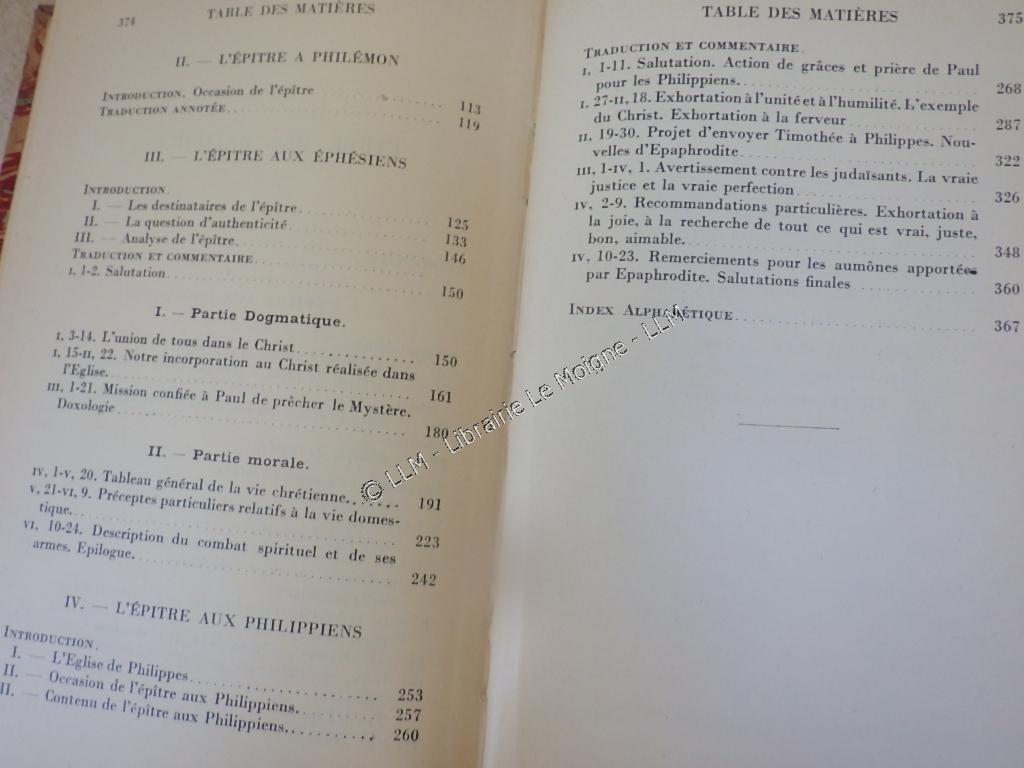 374
TABLE DES MATIÈRES
II. — L'ÉPITRE A PHILÉMON
INTRODUCTION. Occasion de l'épître 113
TRADUCTION ANNOTÉE. 119
III. — L'ÉPITRE AUX ÉPHÉSIENS
INTRODUCTION.
I. — Les destinataires de l'épître. 125
II. — La question d'authenticité. 133
III. — Analyse de l'épître. 146
TRADUCTION ET COMMENTAIRE.
I, 1-2. Salutation. 150
I. — Partie Dogmatique.
I, 3-14. L'union de tous dans le Christ. 150
I, 15-II, 22. Notre incorporation au Christ réalisée dans
l'Eglise. 161
III, 1-21. Mission confiée à Paul de prêcher le Mystère.
Doxologie 180
II. — Partie morale.
IV, 1-V, 20. Tableau général de la vie chrétienne. 191
V, 21-VI, 9. Préceptes particuliers relatifs à la vie domes-
tique. 223
VI, 10-24. Description du combat spirituel et de ses
armes. Epilogue. 242
IV. — L'ÉPITRE AUX PHILIPPIENS
INTRODUCTION.
I. — L'Eglise de Philippes 253
II. — Occasion de l'épître aux Philippiens. 257
II. — Contenu de l'épître aux Philippiens. 260
TABLE DES MATIÈRES
375
TRADUCTION ET COMMENTAIRE.
I, 1-11. Salutation. Action de grâces et prière de Paul
pour les Philippiens. 268
I. 27-II, 18. Exhortation à l'unité et à l'humilité. L'exemple
du Christ. Exhortation à la ferveur 287
II, 19-30. Projet d'envoyer Timothée à Philippes. Nou-
velles d'Epaphrodite 322
III, 1-IV, 1. Avertissement contre les judaïsants. La vraie
justice et la vraie perfection 326
IV, 2-9. Recommandations particulières. Exhortation à
la joie, à la recherche de tout ce qui est vrai, juste,
bon, aimable. 348
IV, 10-23. Remerciements pour les aumônes apportées
par Epaphrodite. Salutations finales 360
INDEX ALPHABÉTIQUE 367
© LLM - Librairie Le Moigne - LLM